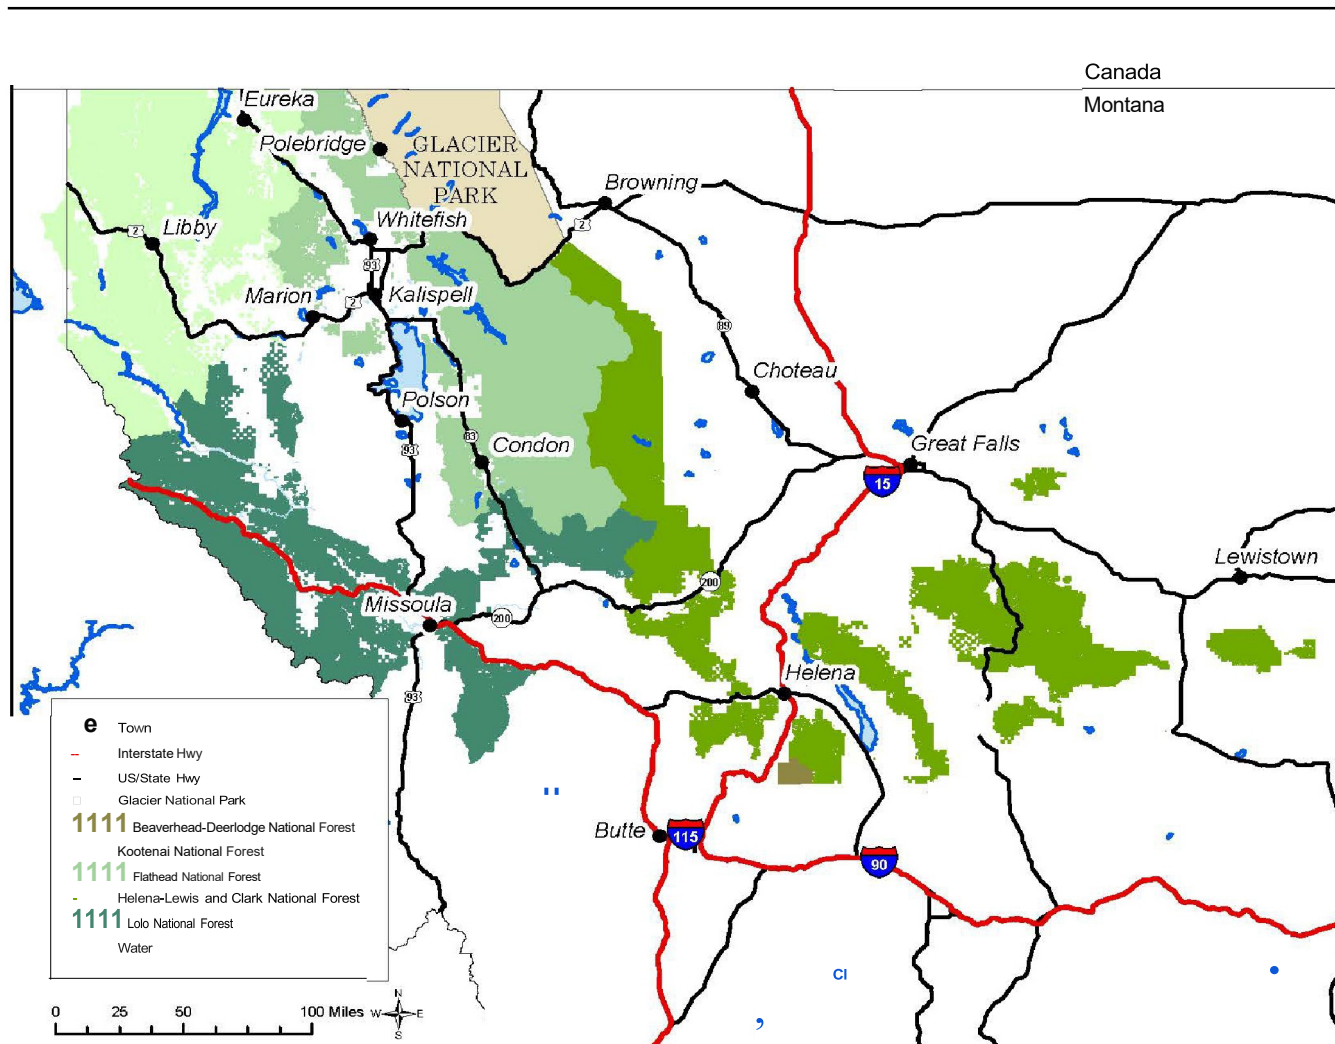 Canada
Montana
Eureka
Polebridge
GLACIER
NATIONAL
PARK
Browning
Whitefish
2
Libby
2
93
Marion
2
Kalispell
89
Choteau
Polson
93
83
Condon
Great Falls
15
Lewistown
200
Missoula
200
Helena
93
Butte
115
90
e Town
Interstate Hwy
US/State Hwy
Glacier National Park
1111 Beaverhead-Deerlodge National Forest
Kootenai National Forest
1111 Flathead National Forest
Helena-Lewis and Clark National Forest
1111 Lolo National Forest
Water
CI
,
0 25 50 100 Miles
N
W E
S